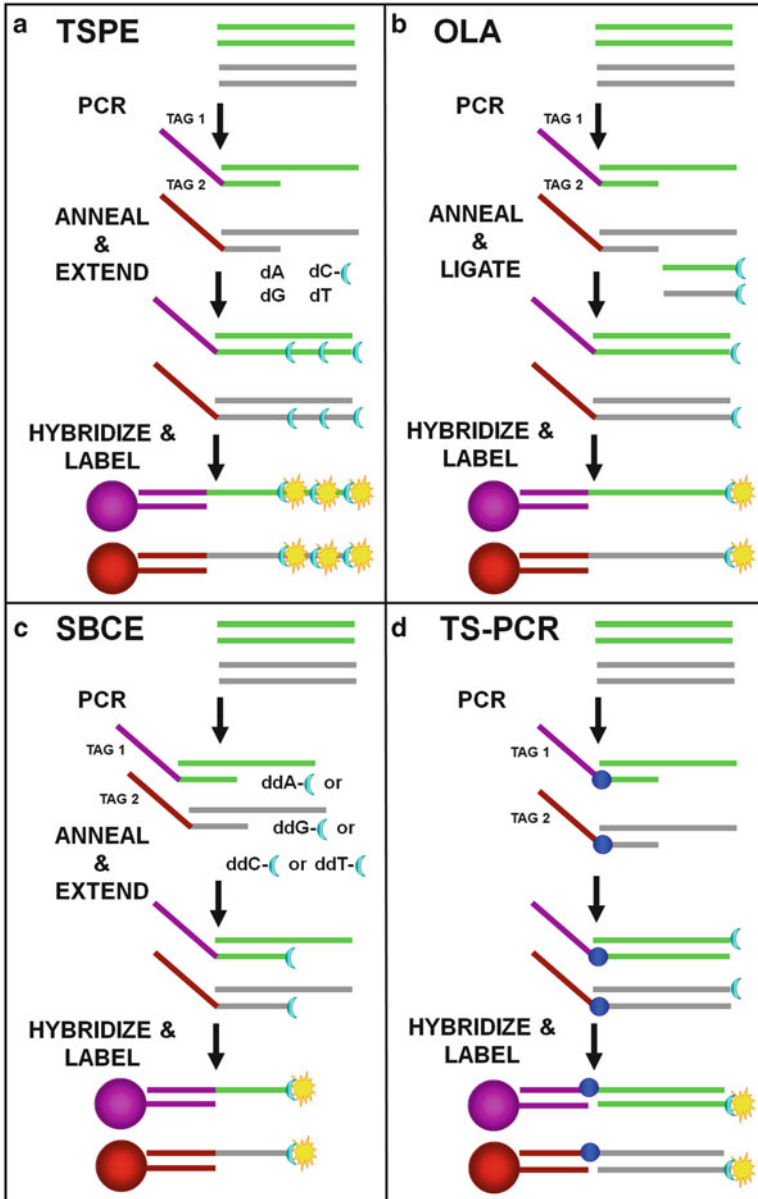 a TSPE
PCR
TAG 1
TAG 2
ANNEAL
&
EXTEND
dA dC-
dG dT
HYBRIDIZE &
LABEL
b OLA
PCR
TAG 1
TAG 2
ANNEAL
&
LIGATE
HYBRIDIZE &
LABEL
c SBCE
PCR
TAG 1
TAG 2
ddA- or
ddG- or
ddC- or ddT-
ANNEAL
&
EXTEND
HYBRIDIZE &
LABEL
d TS-PCR
PCR
TAG 1
TAG 2
HYBRIDIZE &
LABEL